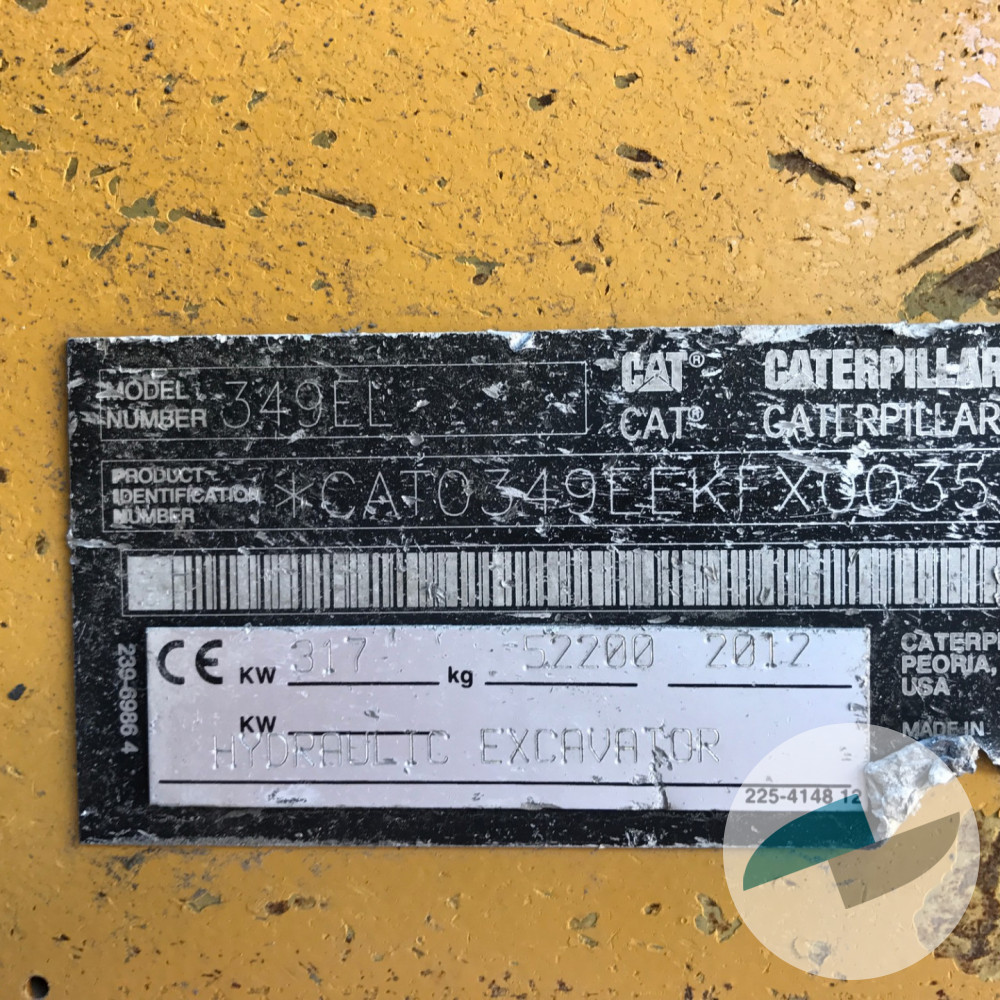 MODEL NUMBER 349EL
CAT® CATERPILLAR
CAT® CATERPILLAR
PRODUCT IDENTIFICATION NUMBER *CAT0349EEKFX0035
CE KW 317 kg 52200 2012
KW
HYDRAULIC EXCAVATOR
225-4148 12
239-6986 4
CATERPI
PEORIA,
USA
MADE IN